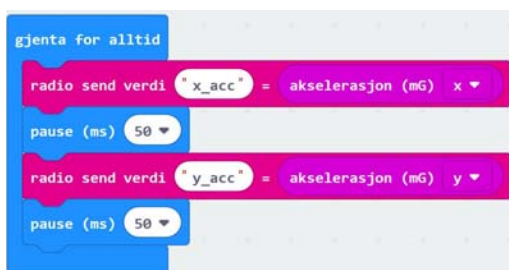 gjenta for alltid
radio send verdi "x_acc" = akselerasjon (mG) x
pause (ms) 50
radio send verdi "y_acc" = akselerasjon (mG) y
pause (ms) 50